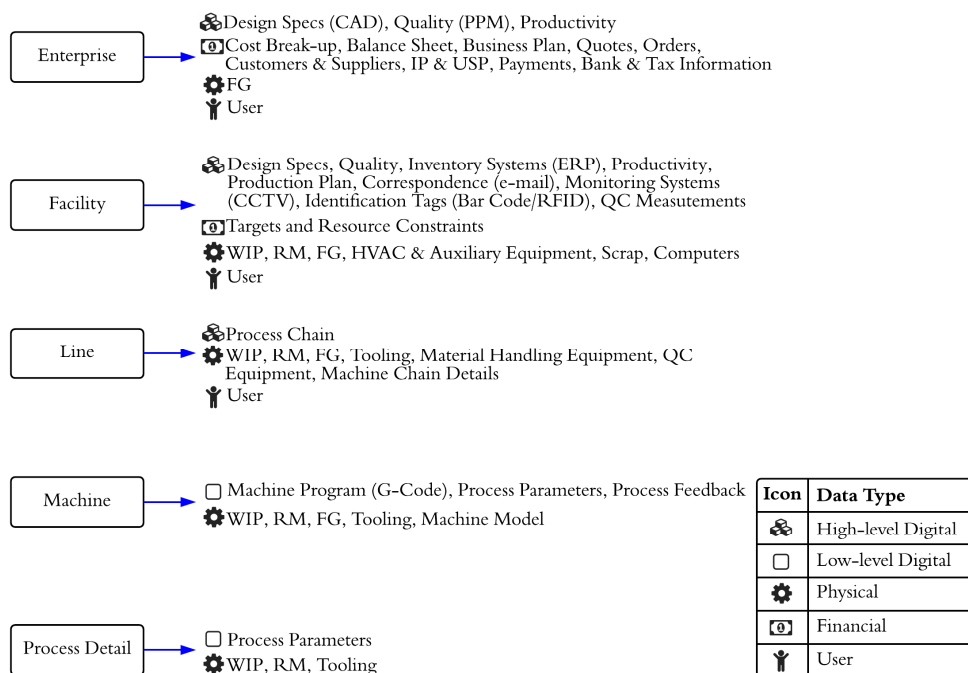 Enterprise
Design Specs (CAD), Quality (PPM), Productivity
Cost Break-up, Balance Sheet, Business Plan, Quotes, Orders,
Customers & Suppliers, IP & USP, Payments, Bank & Tax Information
FG
User
Facility
Design Specs, Quality, Inventory Systems (ERP), Productivity,
Production Plan, Correspondence (e-mail), Monitoring Systems
(CCTV), Identification Tags (Bar Code/RFID), QC Measutements
Targets and Resource Constraints
WIP, RM, FG, HVAC & Auxiliary Equipment, Scrap, Computers
User
Line
Process Chain
WIP, RM, FG, Tooling, Material Handling Equipment, QC
Equipment, Machine Chain Details
User
Machine
Machine Program (G-Code), Process Parameters, Process Feedback
WIP, RM, FG, Tooling, Machine Model
Process Detail
Process Parameters
WIP, RM, Tooling
Icon Data Type
High-level Digital
Low-level Digital
Physical
Financial
User